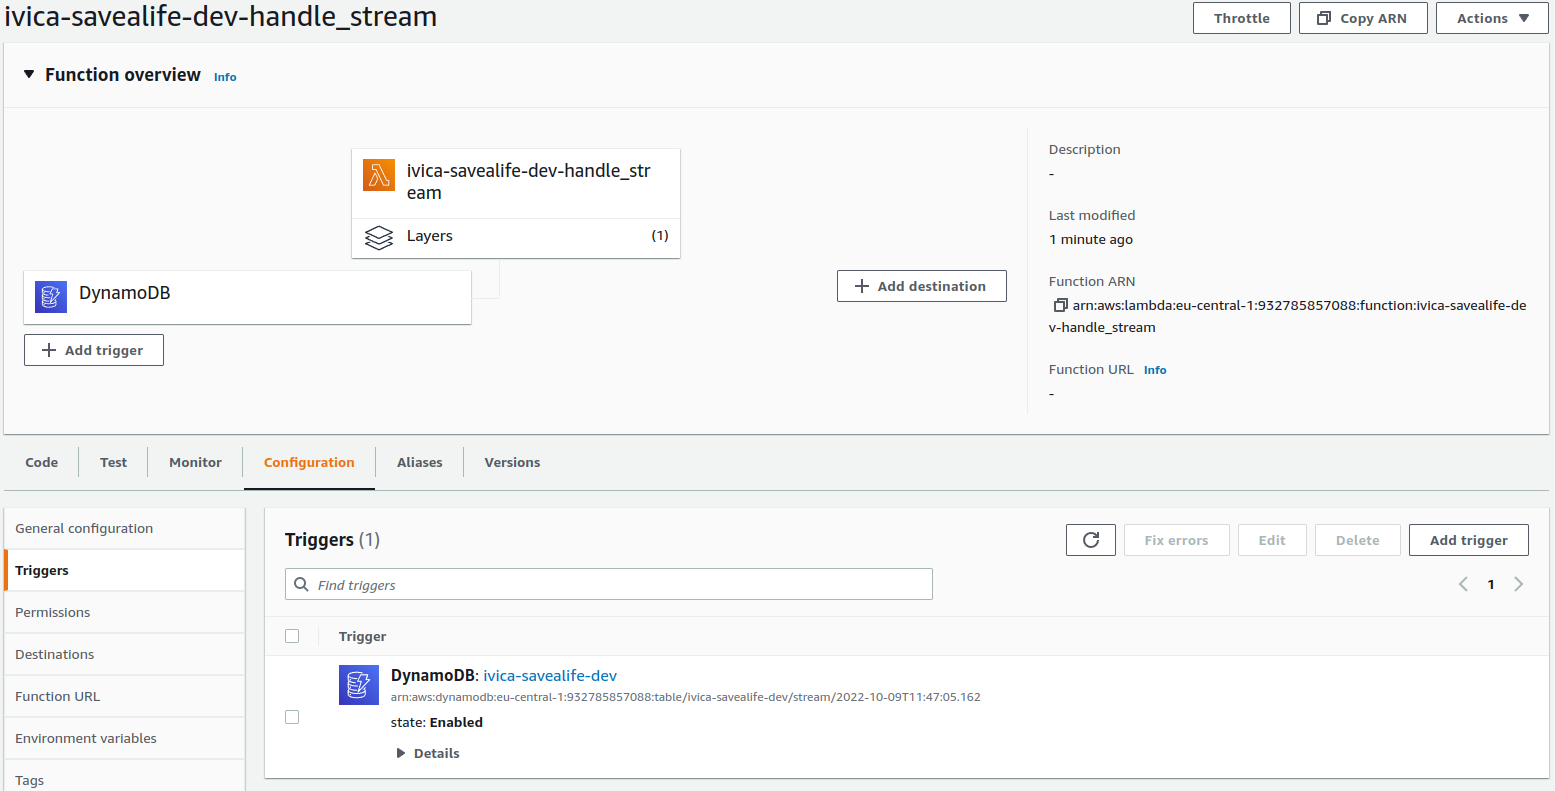 ivica-savealife-dev-handle_stream
Throttle
Copy ARN
Actions
Function overview Info
ivica-savealife-dev-handle_str
eam
Layers (1)
DynamoDB
Add trigger
Add destination
Description
-
Last modified
1 minute ago
Function ARN
arn:aws:lambda:eu-central-1:932785857088:function:ivica-savealife-de
v-handle_stream
Function URL Info
-
Code
Test
Monitor
Configuration
Aliases
Versions
General configuration
Triggers
Permissions
Destinations
Function URL
Environment variables
Tags
Triggers (1)
Fix errors
Edit
Delete
Add trigger
Find triggers
1
Trigger
DynamoDB: ivica-savealife-dev
arn:aws:dynamodb:eu-central-1:932785857088:table/ivica-savealife-dev/stream/2022-10-09T11:47:05.162
state: Enabled
Details